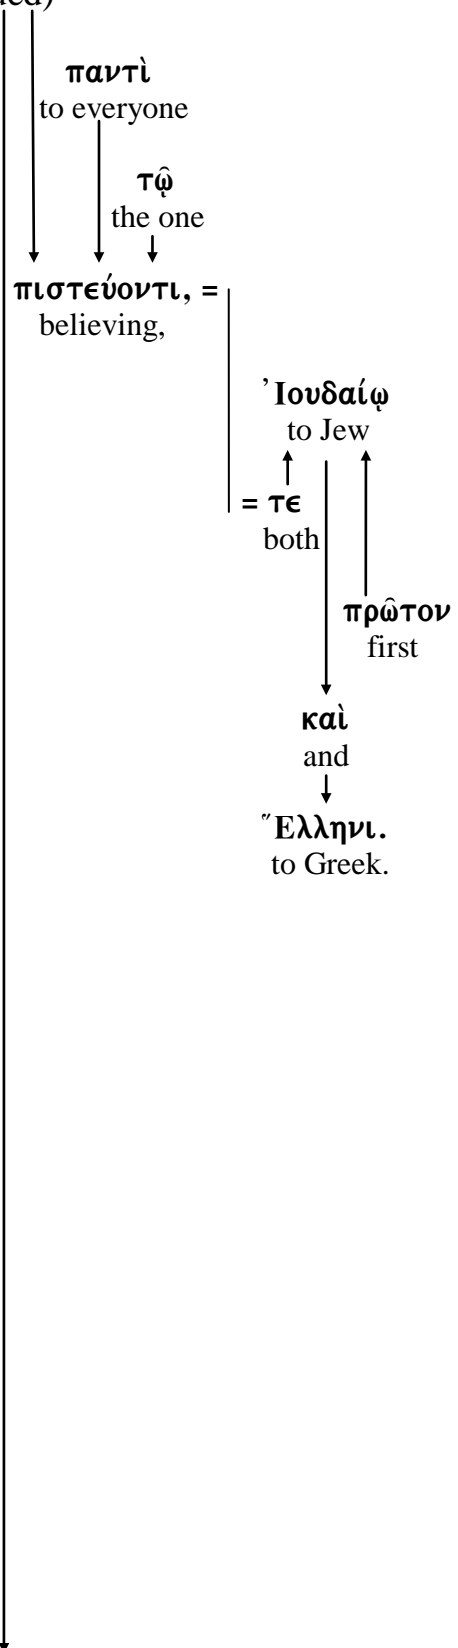 παντὶ
to everyone
τῷ
the one
πιστεύοντι, =
believing,
Ἰουδαίῳ
to Jew
= τε
both
πρῶτον
first
καὶ
and
Ἕλληνι.
to Greek.